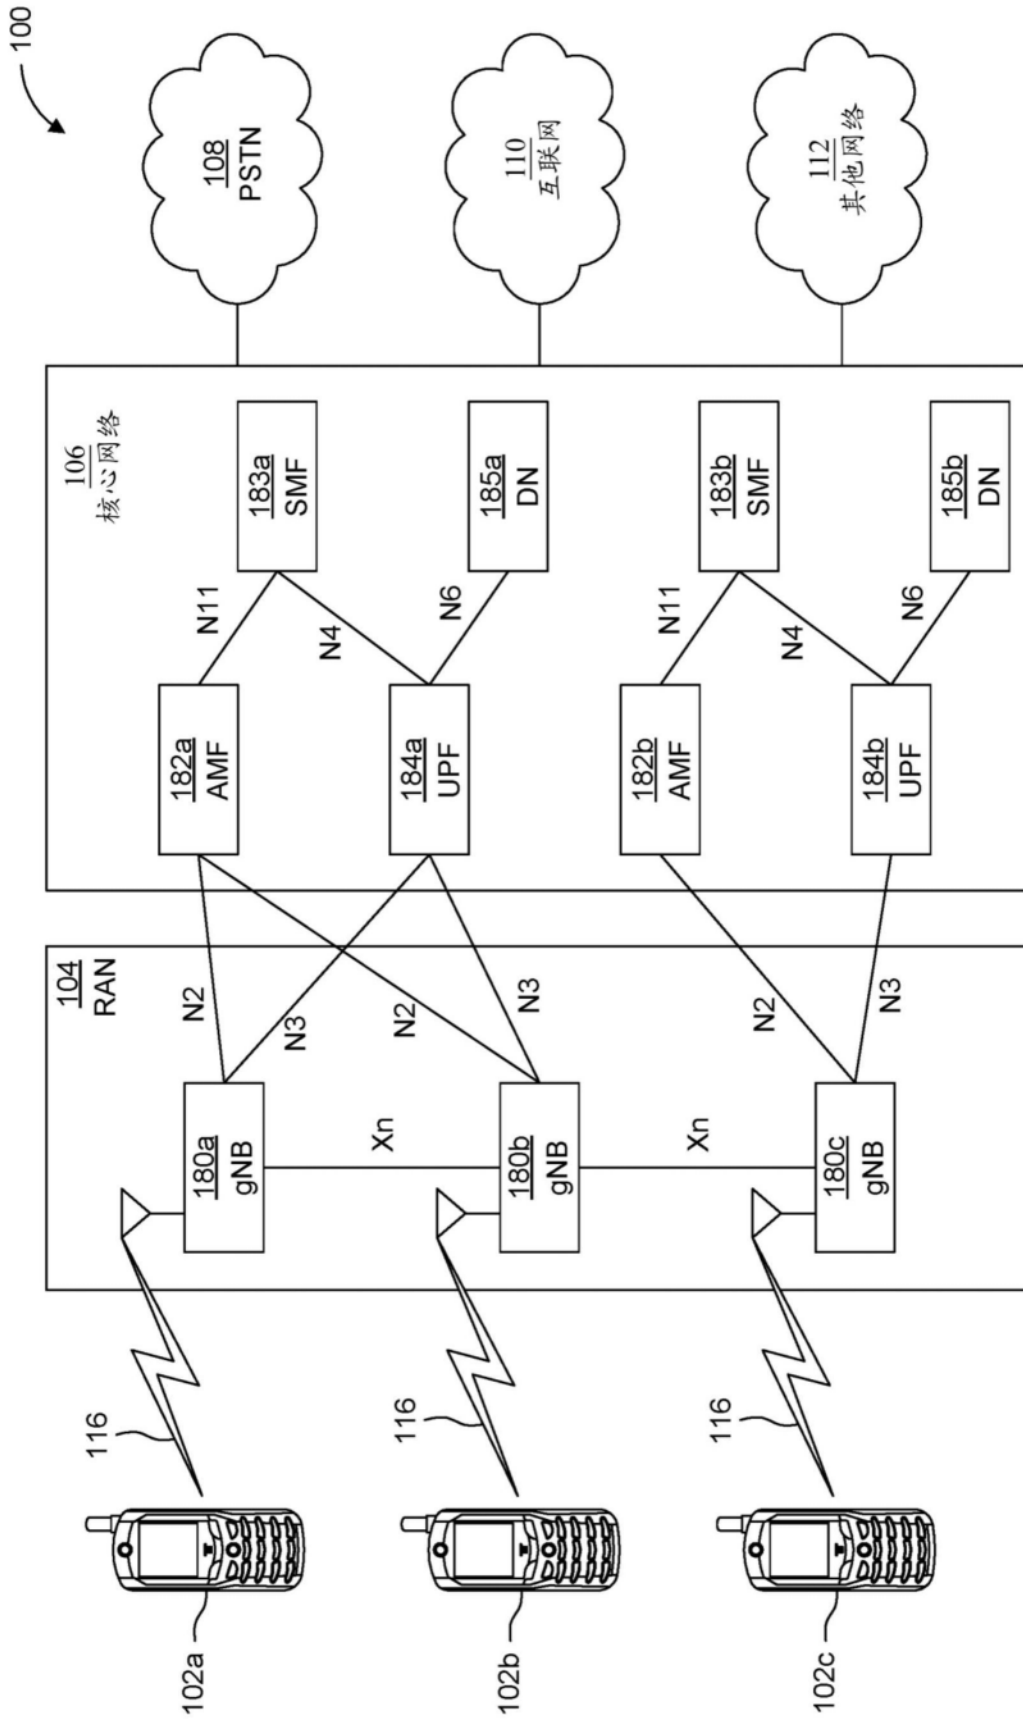 100
108
PSTN
110
互联网
112
其他网络
106
核心网络
183a
SMF
185a
DN
183b
SMF
185b
DN
N11
N4
N6
N11
N4
N6
182a
AMF
184a
UPF
182b
AMF
184b
UPF
104
RAN
N2
N3
N2
N3
N2
N3
180a
gNB
Xn
180b
gNB
Xn
180c
gNB
116
116
116
102a
102b
102c